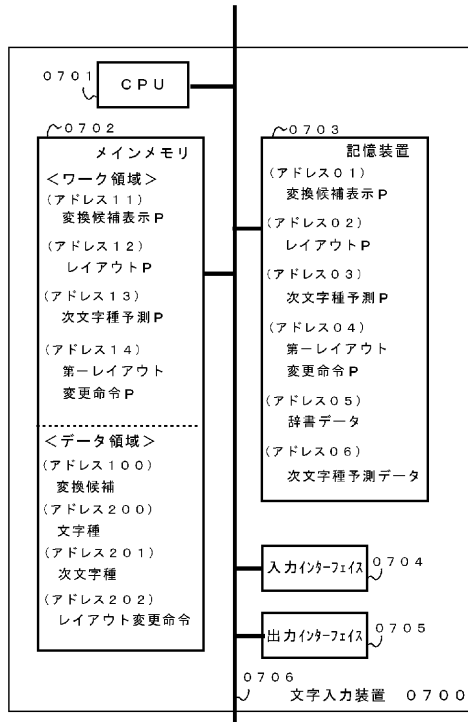 0701
CPU
0702
メインメモリ
<ワーク領域>
(アドレス11)
変換候補表示P
(アドレス12)
レイアウトP
(アドレス13)
次文字種予測P
(アドレス14)
第一レイアウト
変更命令P
<データ領域>
(アドレス100)
変換候補
(アドレス200)
文字種
(アドレス201)
次文字種
(アドレス202)
レイアウト変更命令
0703
記憶装置
(アドレス01)
変換候補表示P
(アドレス02)
レイアウトP
(アドレス03)
次文字種予測P
(アドレス04)
第一レイアウト
変更命令P
(アドレス05)
辞書データ
(アドレス06)
次文字種予測データ
入力インターフェイス 0704
出力インターフェイス 0705
0706
文字入力装置 0700